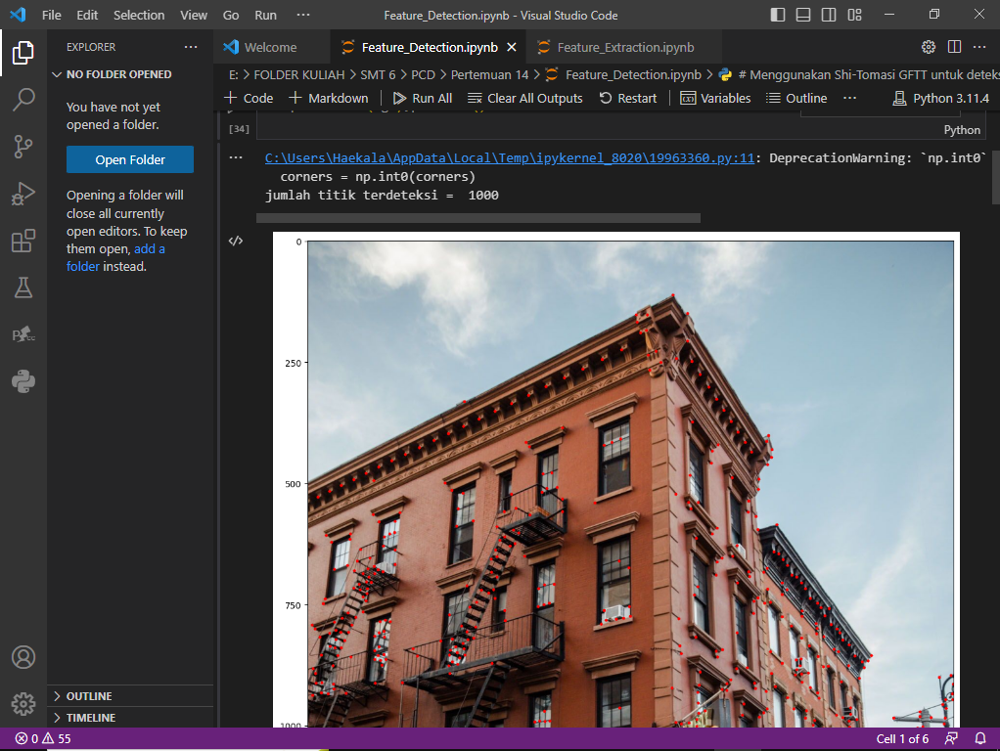 File Edit Selection View Go Run ··· Feature_Detection.ipynb - Visual Studio Code
EXPLORER ···
NO FOLDER OPENED
You have not yet
opened a folder.
Open Folder
Opening a folder will
close all currently
open editors. To keep
them open, add a
folder instead.
OUTLINE
TIMELINE
Welcome Feature_Detection.ipynb Feature_Extraction.ipynb
E: > FOLDER KULIAH > SMT 6 > PCD > Pertemuan 14 > Feature_Detection.ipynb > # Menggunakan Shi-Tomasi GFTT untuk deteks
+ Code + Markdown Run All Clear All Outputs Restart Variables Outline ··· Python 3.11.4
[34]
Python
C:\Users\Haekala\AppData\Local\Temp\ipykernel_8020\19963360.py:11: DeprecationWarning: `np.int0`
corners = np.int0(corners)
jumlah titik terdeteksi =  1000
0
250
500
750
1000
0 55 Cell 1 of 6